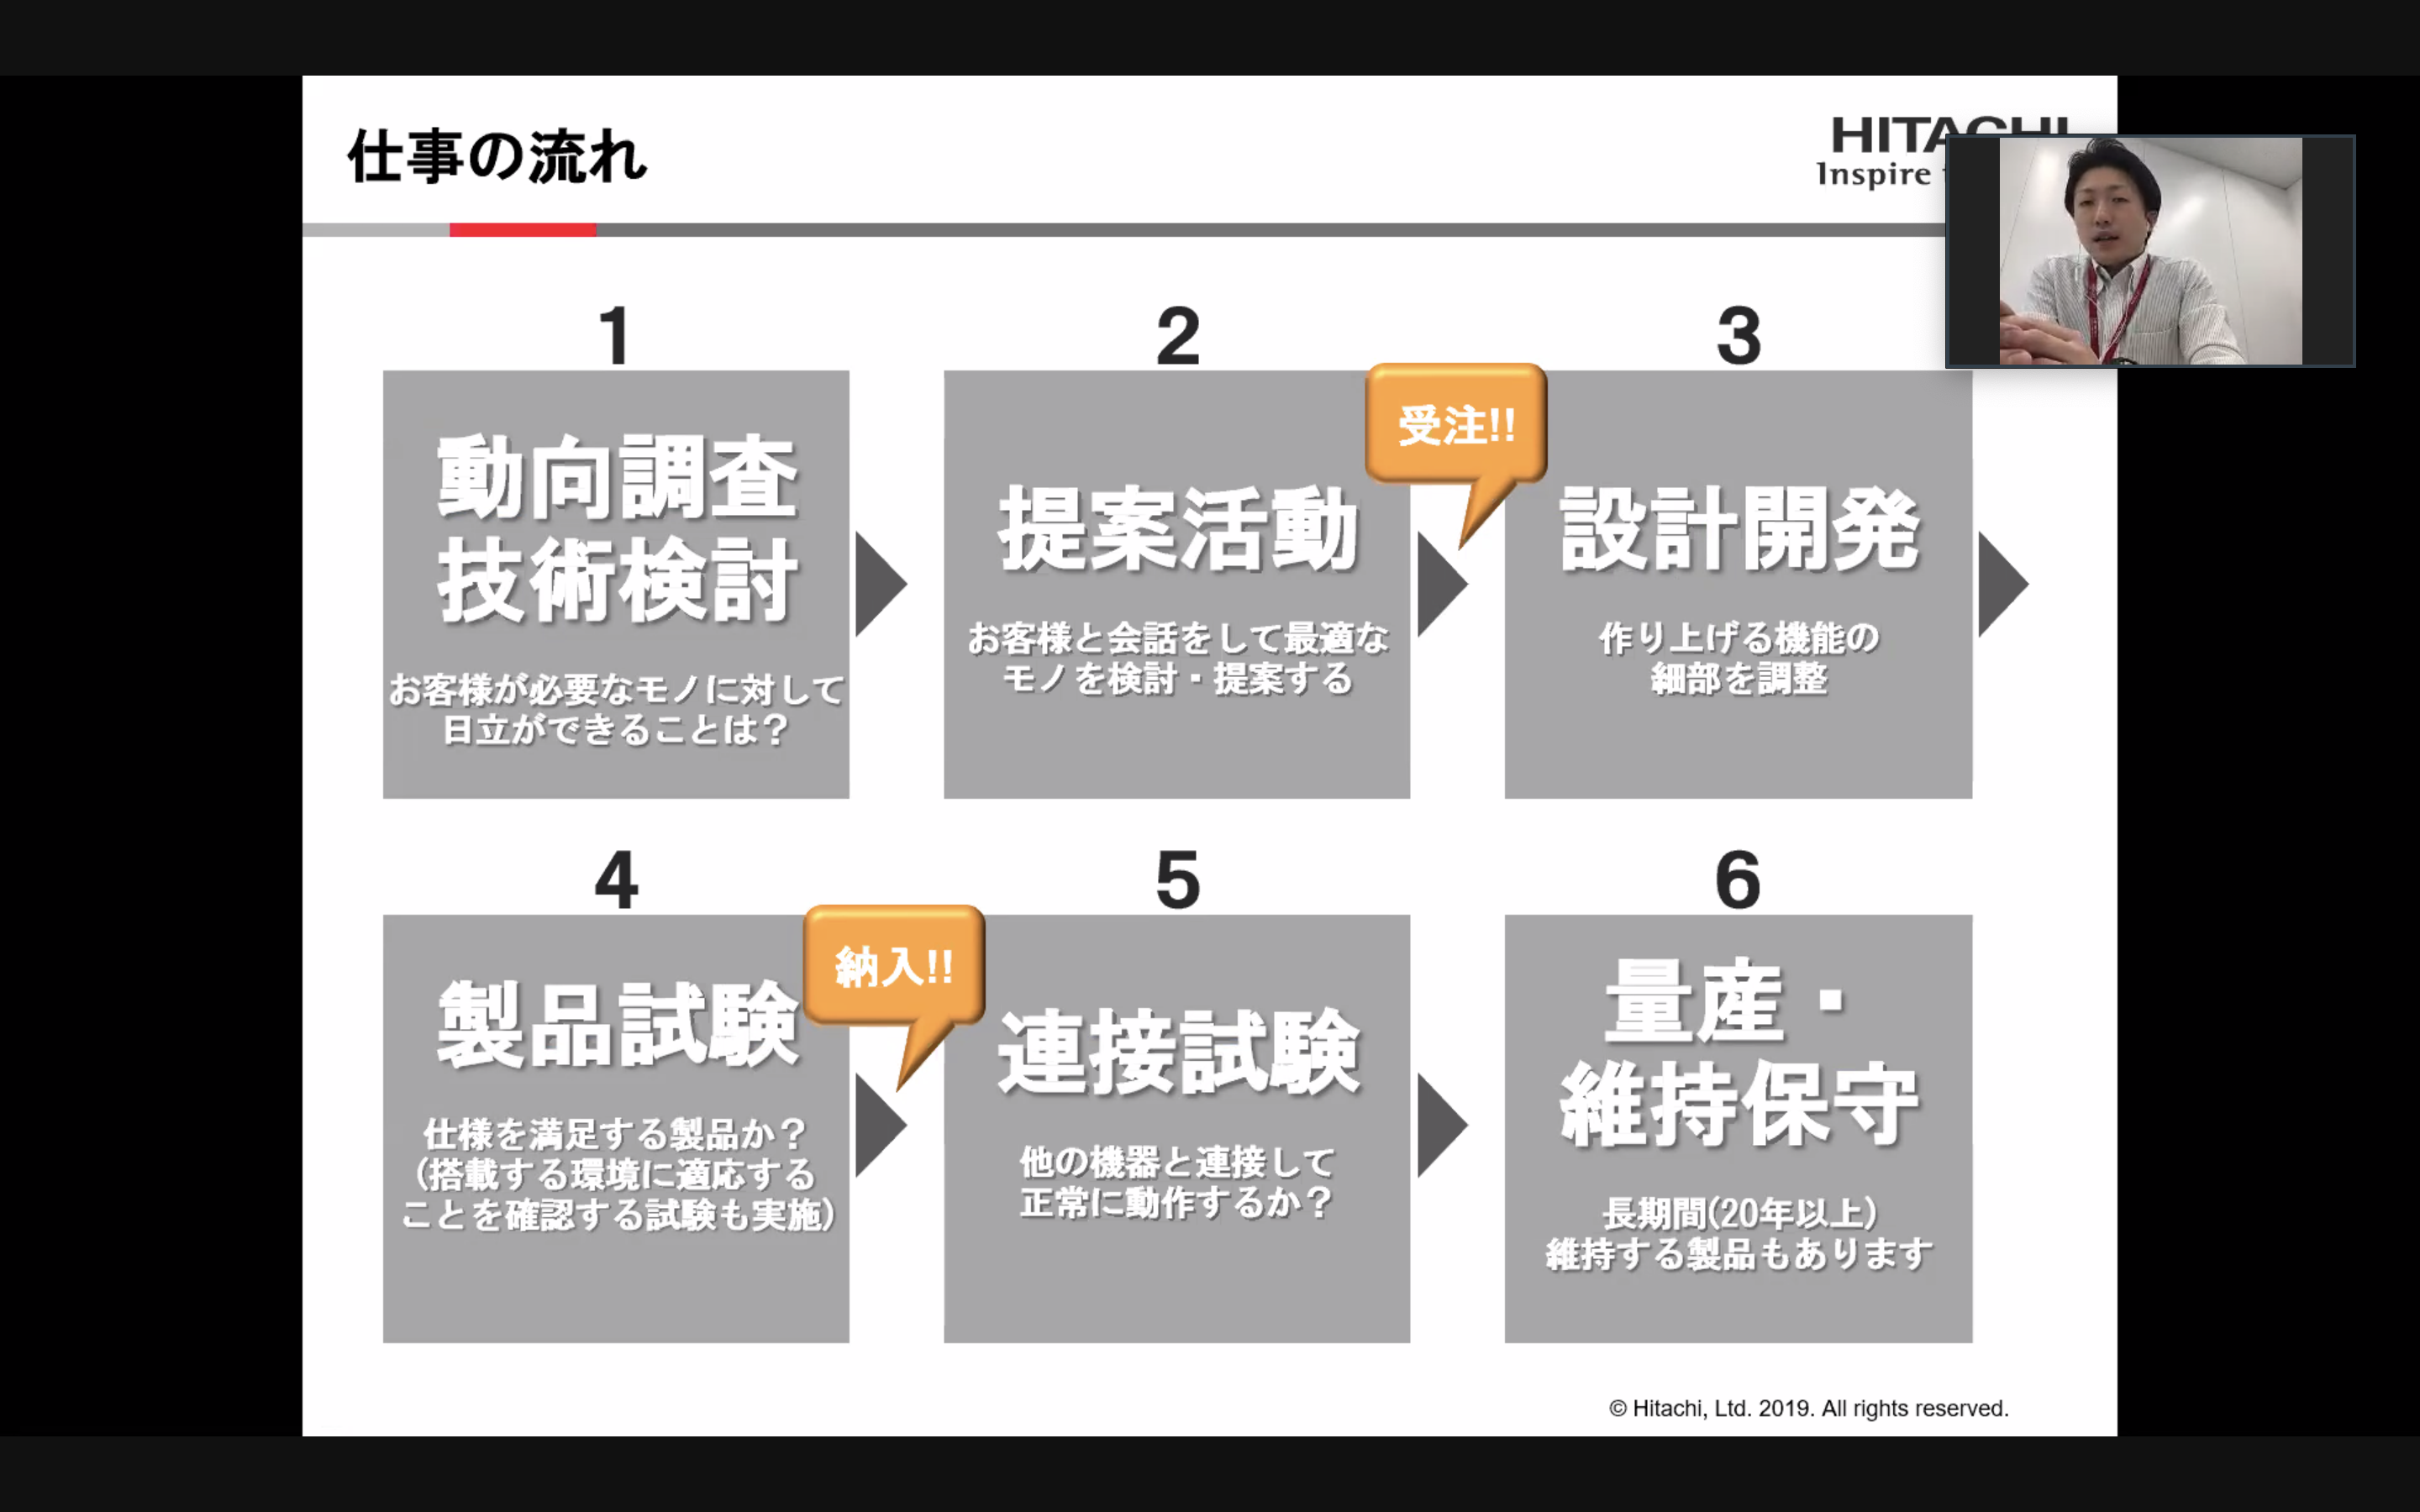 仕事の流れ
Inspire
1
動向調査
技術検討
お客様が必要なモノに対して
日立ができることは？
2
提案活動
お客様と会話をして最適な
モノを検討・提案する
受注!!
3
設計開発
作り上げる機能の
細部を調整
4
製品試験
仕様を満足する製品か？
(搭載する環境に適応する
ことを確認する試験も実施)
納入!!
5
連接試験
他の機器と連接して
正常に動作するか？
6
量産・
維持保守
長期間(20年以上)
維持する製品もあります
© Hitachi, Ltd. 2019. All rights reserved.